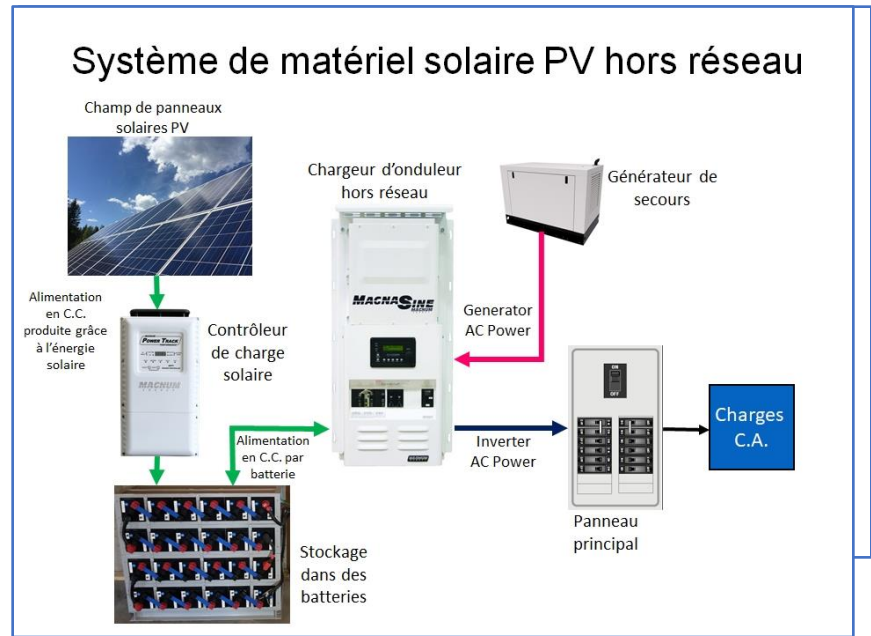 Système de matériel solaire PV hors réseau
Champ de panneaux
solaires PV
Chargeur d'onduleur
hors réseau
Générateur de
secours
Alimentation
en C.C.
produite grâce
à l'énergie
solaire
POWER TRACK
MAGNUM
Contrôleur
de charge
solaire
MAGNASINE
Generator
AC Power
ON
OFF
Alimentation
en C.C. par
batterie
Inverter
AC Power
Charges
C.A.
Panneau
principal
Stockage
dans des
batteries